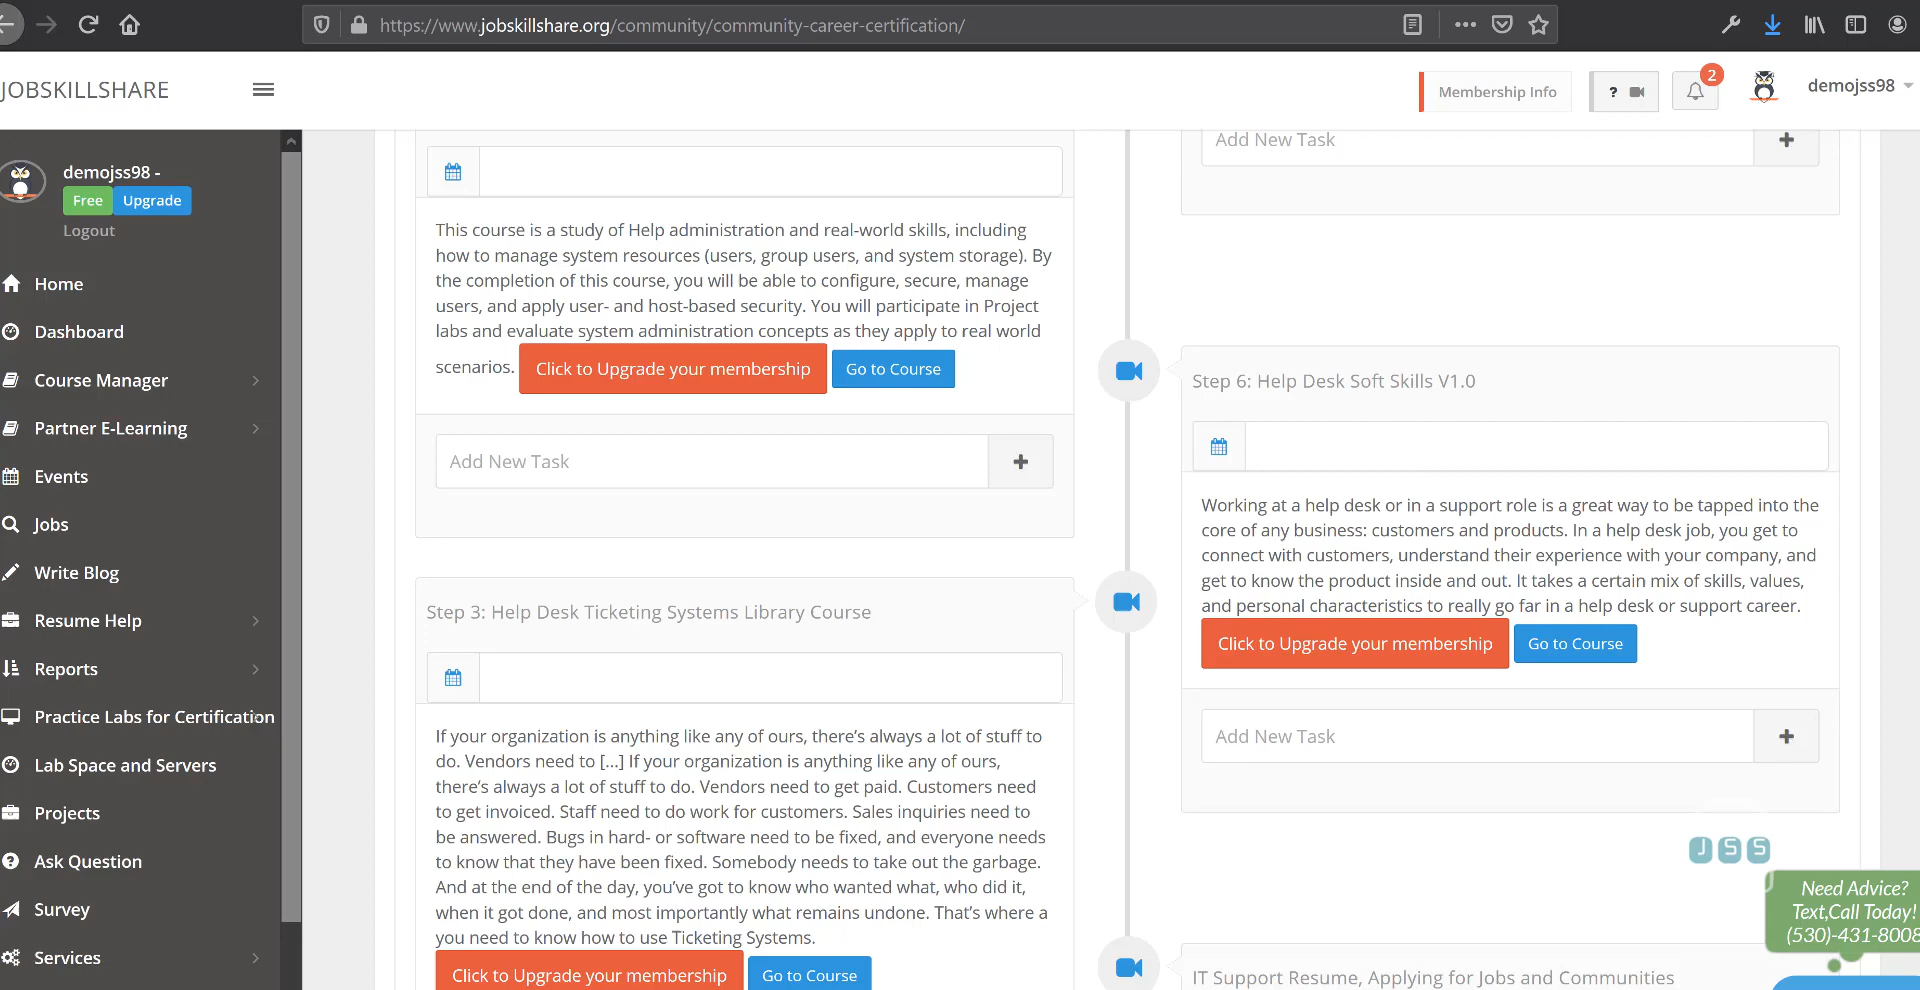 https://www.jobskillshare.org/community/community-career-certification/
JOBSKILLSHARE
Membership Info
?
2
demojss98
demojss98 -
Free
Upgrade
Logout
Home
Dashboard
Course Manager
Partner E-Learning
Events
Jobs
Write Blog
Resume Help
Reports
Practice Labs for Certification
Lab Space and Servers
Projects
Ask Question
Survey
Services
This course is a study of Help administration and real-world skills, including
how to manage system resources (users, group users, and system storage). By
the completion of this course, you will be able to configure, secure, manage
users, and apply user- and host-based security. You will participate in Project
labs and evaluate system administration concepts as they apply to real world
scenarios.
Click to Upgrade your membership
Go to Course
Add New Task
Step 3: Help Desk Ticketing Systems Library Course
If your organization is anything like any of ours, there’s always a lot of stuff to
do. Vendors need to [...] If your organization is anything like any of ours,
there’s always a lot of stuff to do. Vendors need to get paid. Customers need
to get invoiced. Staff need to do work for customers. Sales inquiries need to
be answered. Bugs in hard- or software need to be fixed, and everyone needs
to know that they have been fixed. Somebody needs to take out the garbage.
And at the end of the day, you’ve got to know who wanted what, who did it,
when it got done, and most importantly what remains undone. That’s where a
you need to know how to use Ticketing Systems.
Click to Upgrade your membership
Go to Course
Add New Task
Step 6: Help Desk Soft Skills V1.0
Working at a help desk or in a support role is a great way to be tapped into the
core of any business: customers and products. In a help desk job, you get to
connect with customers, understand their experience with your company, and
get to know the product inside and out. It takes a certain mix of skills, values,
and personal characteristics to really go far in a help desk or support career.
Click to Upgrade your membership
Go to Course
Add New Task
JSS
Need Advice?
Text,Call Today!
(530)-431-8008
IT Support Resume, Applying for Jobs and Communities